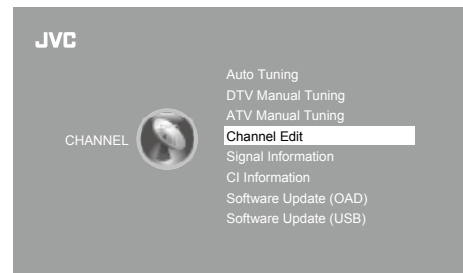 JVC
Auto Tuning
DTV Manual Tuning
ATV Manual Tuning
CHANNEL
Channel Edit
Signal Information
CI Information
Software Update (OAD)
Software Update (USB)